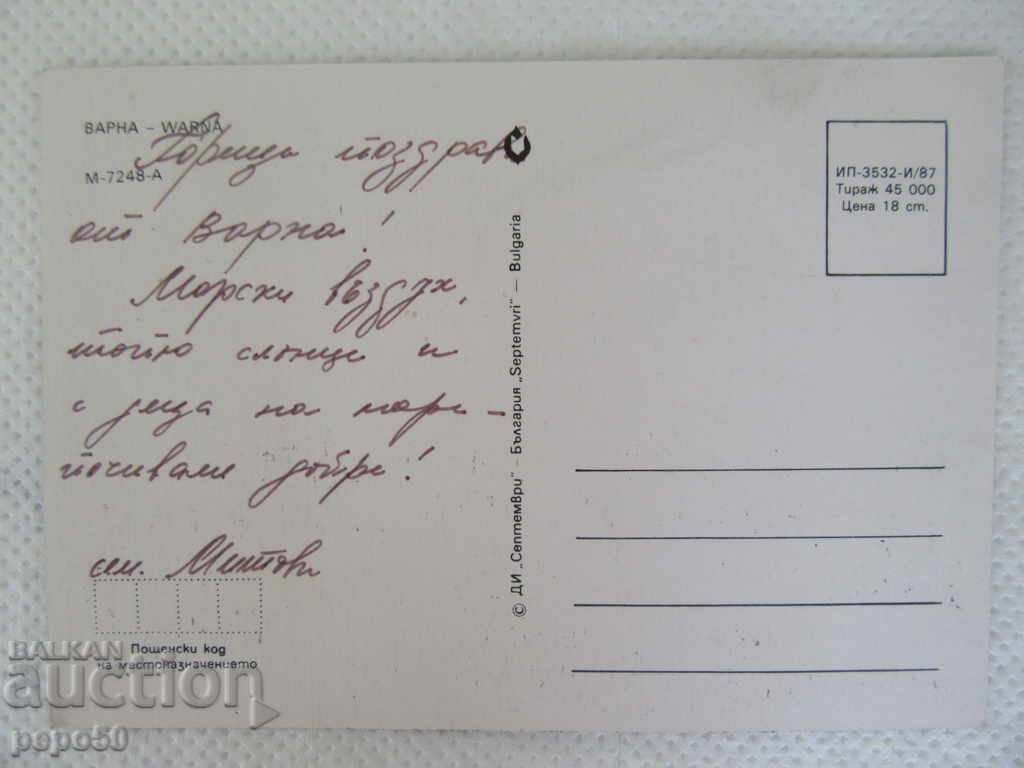 ВАРНА – WARNA
М-7248-А
Горещи поздрави
от Варна!
Морски въздух,
топло слънце и
с деца на море –
почиваме добре!
сем. Митови
Пощенски код
на местоназначението
© ДИ „Септември" – България „Septemvri" – Bulgaria
ИП-3532-И/87
Тираж 45 000
Цена 18 ст.
BALKAN
auction
popo50